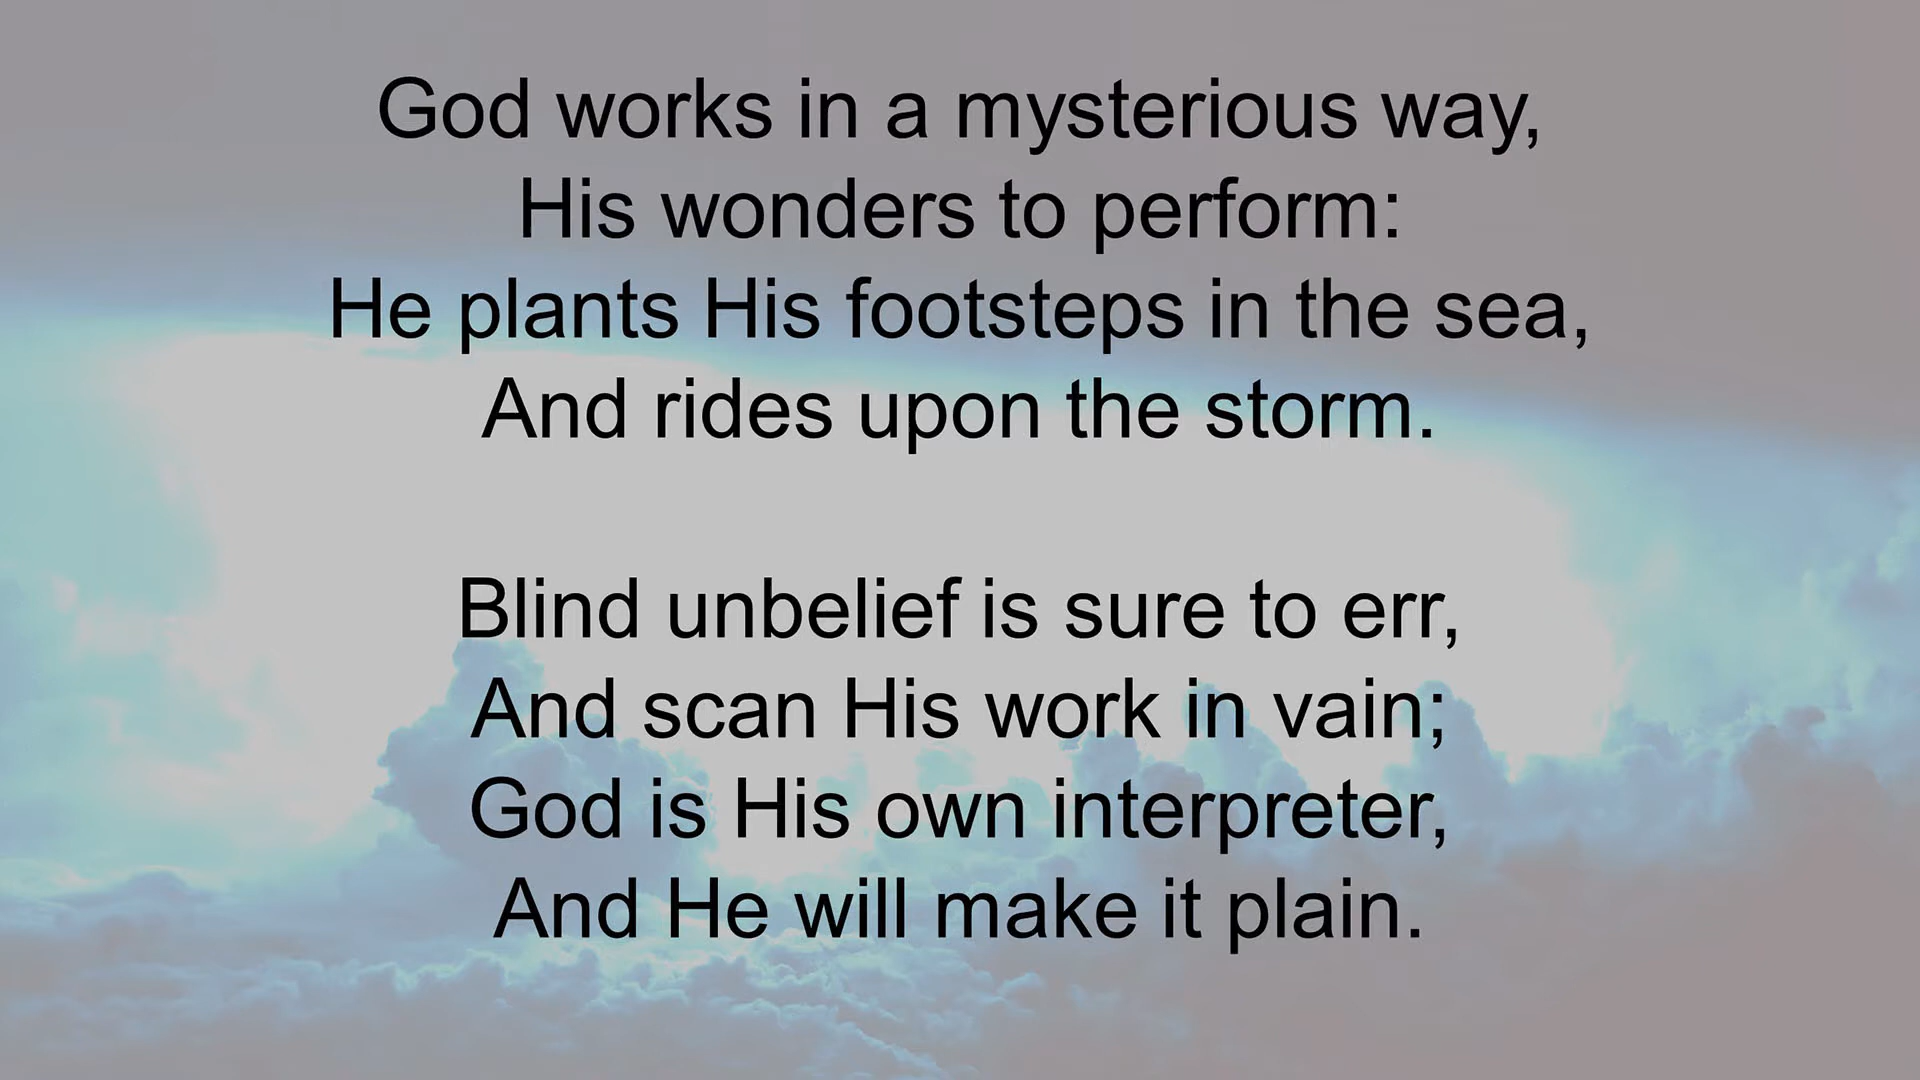 God works in a mysterious way,
His wonders to perform:
He plants His footsteps in the sea,
And rides upon the storm.
Blind unbelief is sure to err,
And scan His work in vain;
God is His own interpreter,
And He will make it plain.